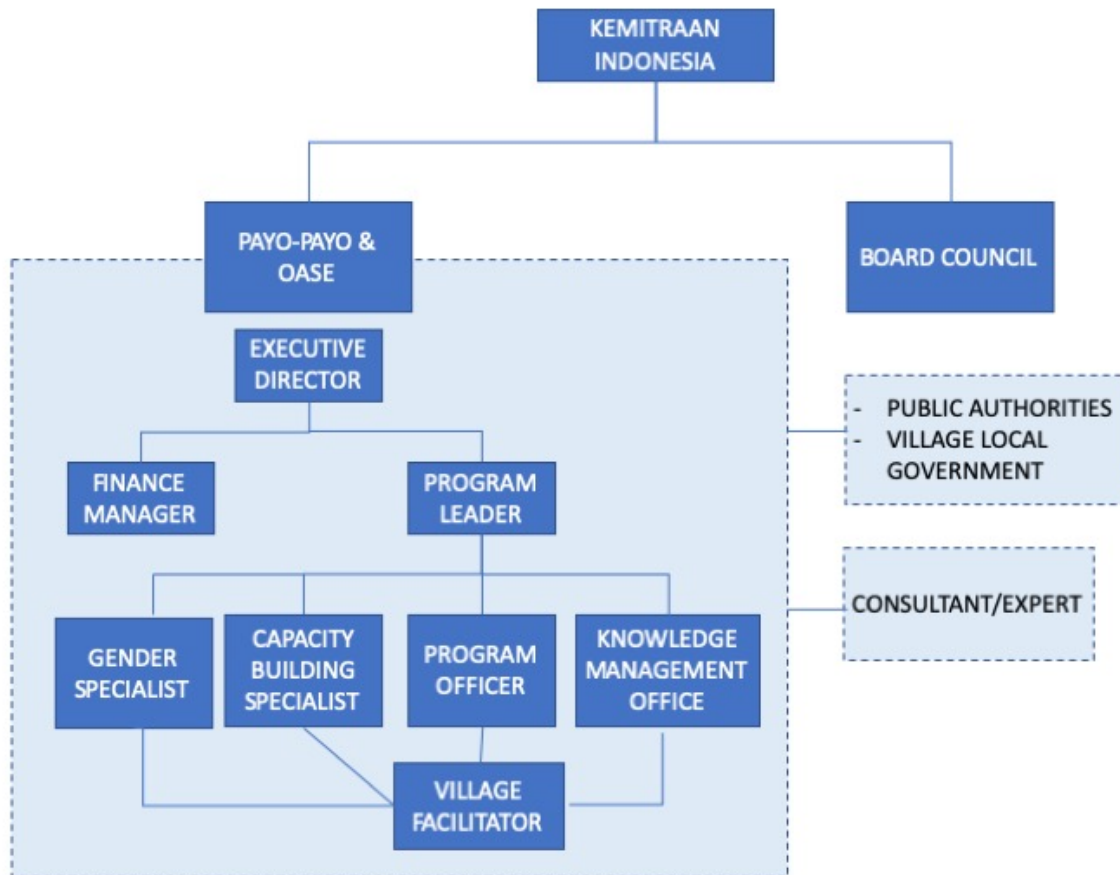 KEMITRAAN
INDONESIA
PAYO-PAYO &
OASE
BOARD COUNCIL
EXECUTIVE
DIRECTOR
- PUBLIC AUTHORITIES
- VILLAGE LOCAL
GOVERNMENT
FINANCE
MANAGER
PROGRAM
LEADER
CONSULTANT/EXPERT
GENDER
SPECIALIST
CAPACITY
BUILDING
SPECIALIST
PROGRAM
OFFICER
KNOWLEDGE
MANAGEMENT
OFFICE
VILLAGE
FACILITATOR